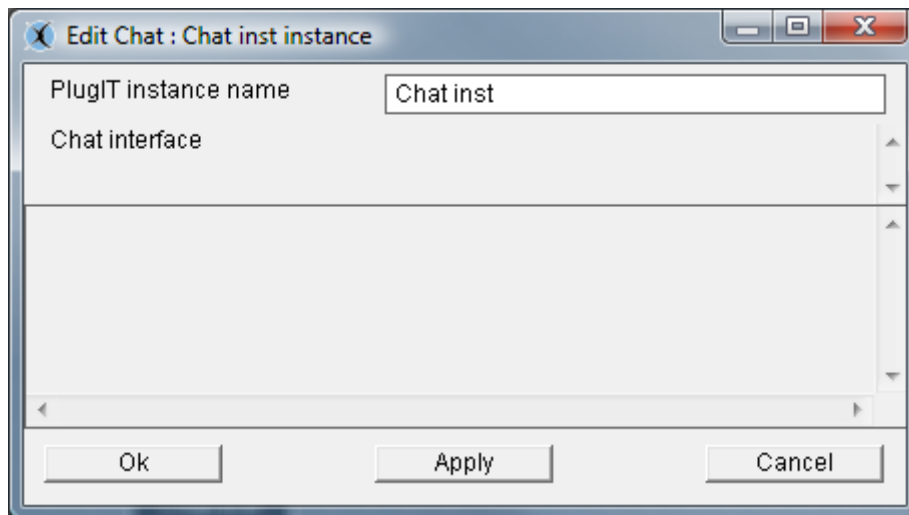 Edit Chat : Chat inst instance
PlugIT instance name
Chat inst
Chat interface
Ok
Apply
Cancel